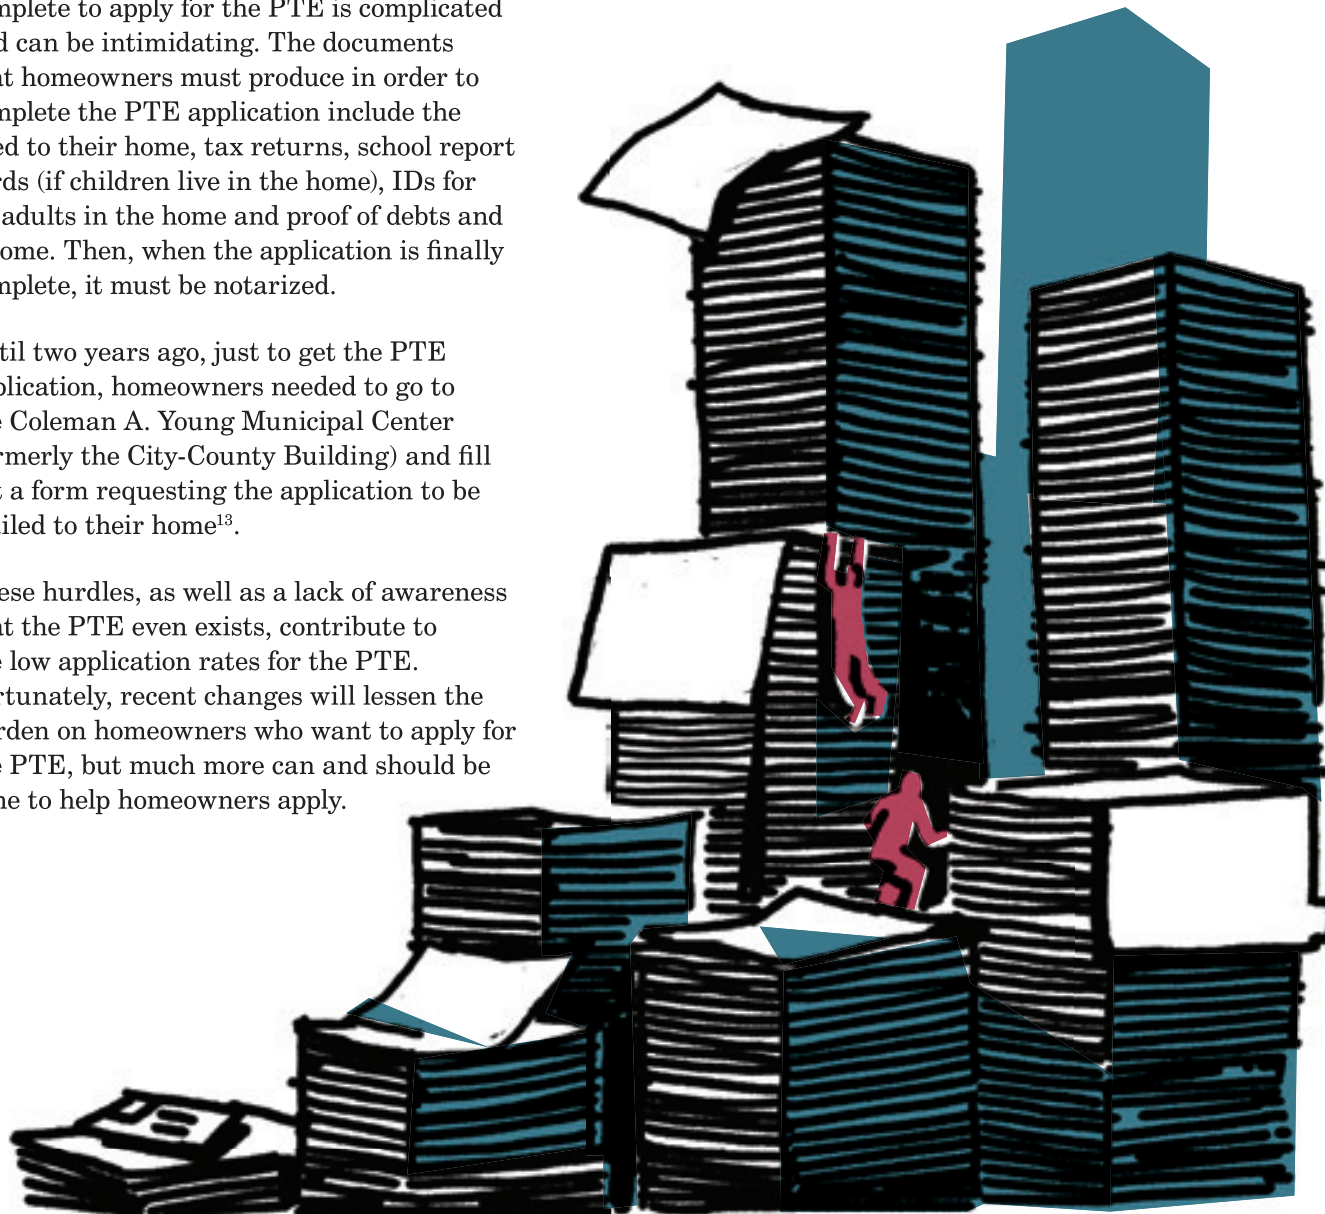 mplete to apply for the PTE is complicated
d can be intimidating. The documents
at homeowners must produce in order to
mplete the PTE application include the
ed to their home, tax returns, school report
rds (if children live in the home), IDs for
adults in the home and proof of debts and
ome. Then, when the application is finally
mplete, it must be notarized.
til two years ago, just to get the PTE
plication, homeowners needed to go to
e Coleman A. Young Municipal Center
rmerly the City-County Building) and fill
t a form requesting the application to be
iled to their home¹³.
ese hurdles, as well as a lack of awareness
at the PTE even exists, contribute to
e low application rates for the PTE.
rtunately, recent changes will lessen the
rden on homeowners who want to apply for
e PTE, but much more can and should be
ne to help homeowners apply.